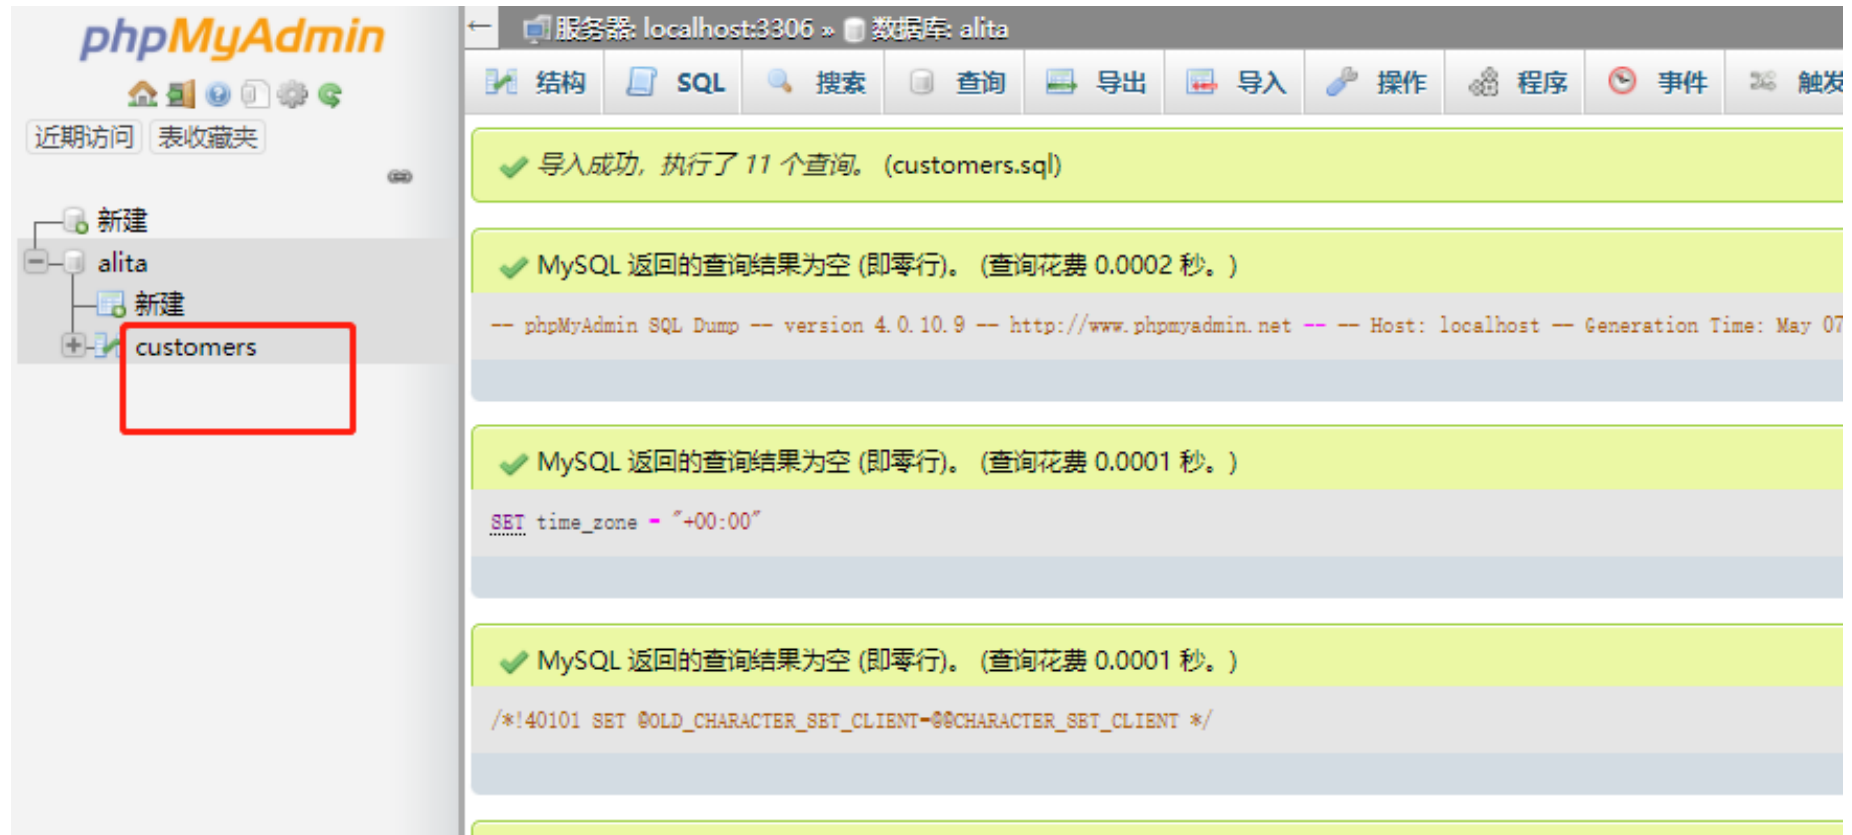 phpMyAdmin
近期访问 表收藏夹
新建
alita
新建
customers
← 服务器: localhost:3306 » 数据库: alita
结构 SQL 搜索 查询 导出 导入 操作 程序 事件 触发
导入成功，执行了 11 个查询。 (customers.sql)
MySQL 返回的查询结果为空 (即零行)。 (查询花费 0.0002 秒。)
-- phpMyAdmin SQL Dump -- version 4.0.10.9 -- http://www.phpmyadmin.net -- -- Host: localhost -- Generation Time: May 07
MySQL 返回的查询结果为空 (即零行)。 (查询花费 0.0001 秒。)
SET time_zone = "+00:00"
MySQL 返回的查询结果为空 (即零行)。 (查询花费 0.0001 秒。)
/*!40101 SET @OLD_CHARACTER_SET_CLIENT=@@CHARACTER_SET_CLIENT */